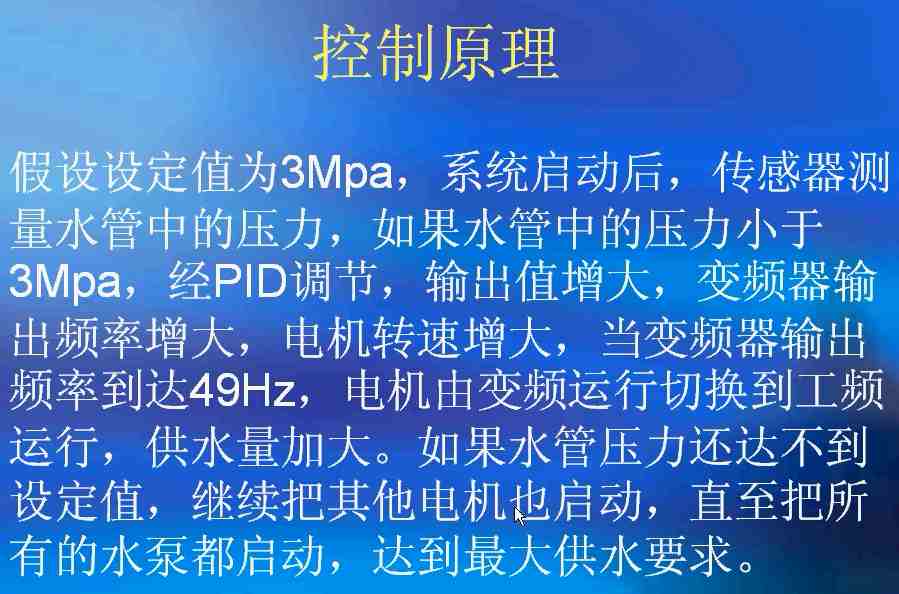 控制原理
假设设定值为3Mpa，系统启动后，传感器测
量水管中的压力，如果水管中的压力小于
3Mpa，经PID调节，输出值增大，变频器输
出频率增大，电机转速增大，当变频器输出
频率到达49Hz，电机由变频运行切换到工频
运行，供水量加大。如果水管压力还达不到
设定值，继续把其他电机也启动，直至把所
有的水泵都启动，达到最大供水要求。